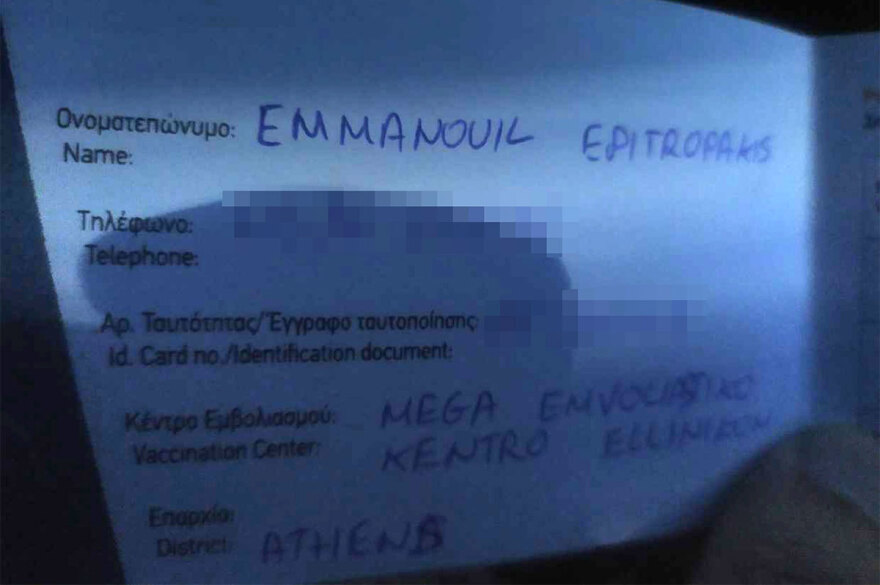 Ονοματεπώνυμο: EMMANOUIL EPITROPAKIS
Name:
Τηλέφωνο:
Telephone:
Αρ. Ταυτότητας/Έγγραφο ταυτοποίησης
Id. Card no./Identification document:
Κέντρο Εμβολιασμού: MEGA EMVOLIASTIKO
Vaccination Center: KENTRO ELLINIKON
Επαρχία:
District: ATHENS